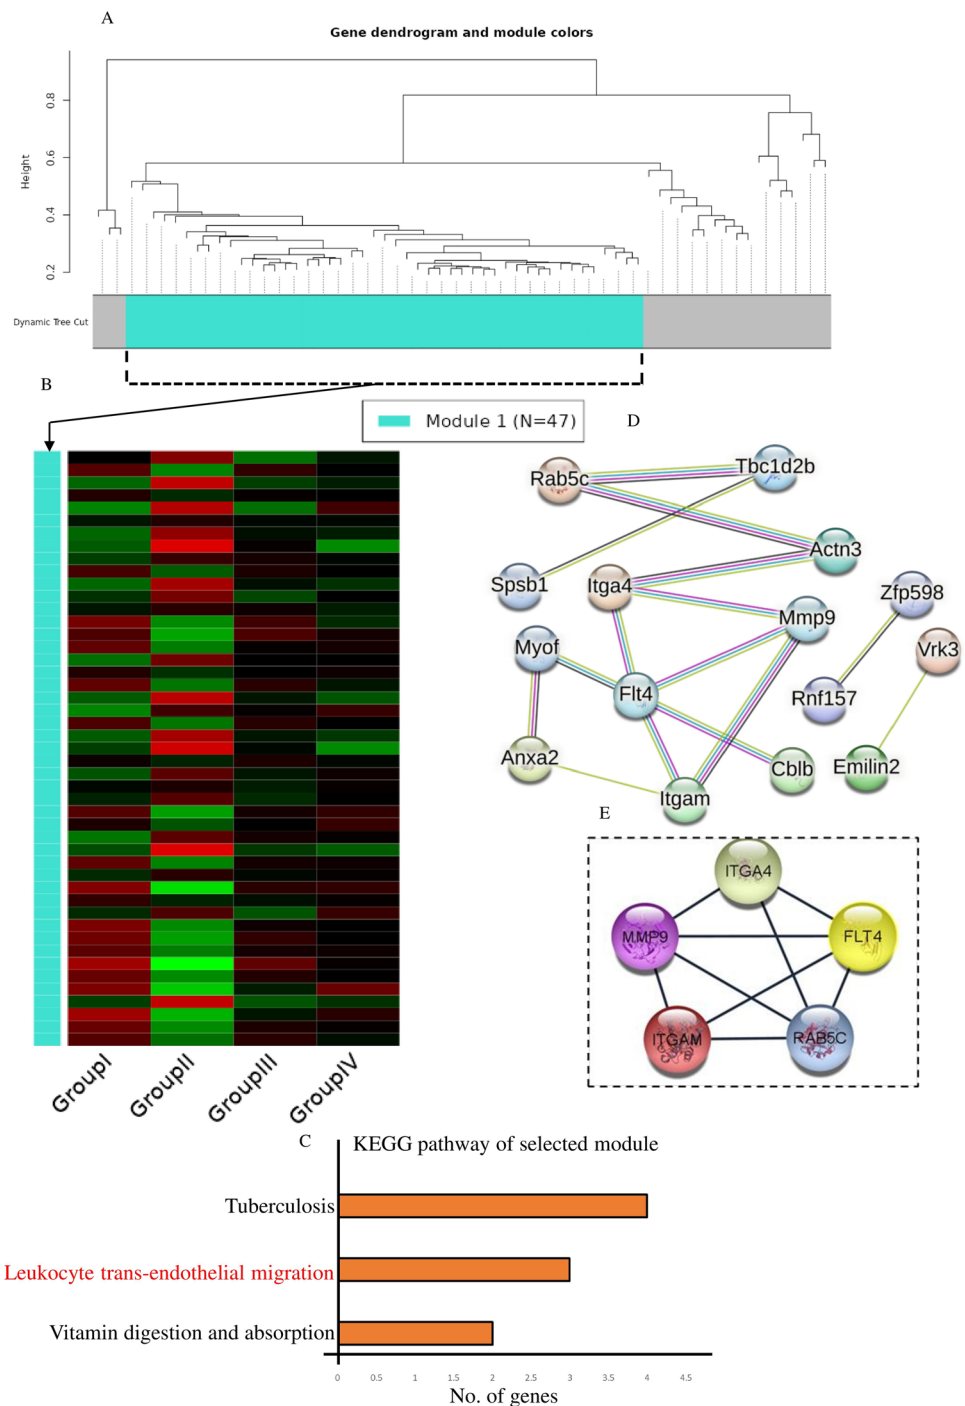 A
Gene dendrogram and module colors
Height
0.8
0.6
0.4
0.2
Dynamic Tree Cut
B
Module 1 (N=47)
D
Rab5c
Tbc1d2b
Actn3
Spsb1
Itga4
Zfp598
Mmp9
Myof
Vrk3
Flt4
Rnf157
Anxa2
Cblb
Emilin2
Itgam
E
ITGA4
MMP9
FLT4
ITGAM
RAB5C
GroupI
GroupII
GroupIII
GroupIV
C
KEGG pathway of selected module
Tuberculosis
Leukocyte trans-endothelial migration
Vitamin digestion and absorption
0 0.5 1 1.5 2 2.5 3 3.5 4 4.5
No. of genes